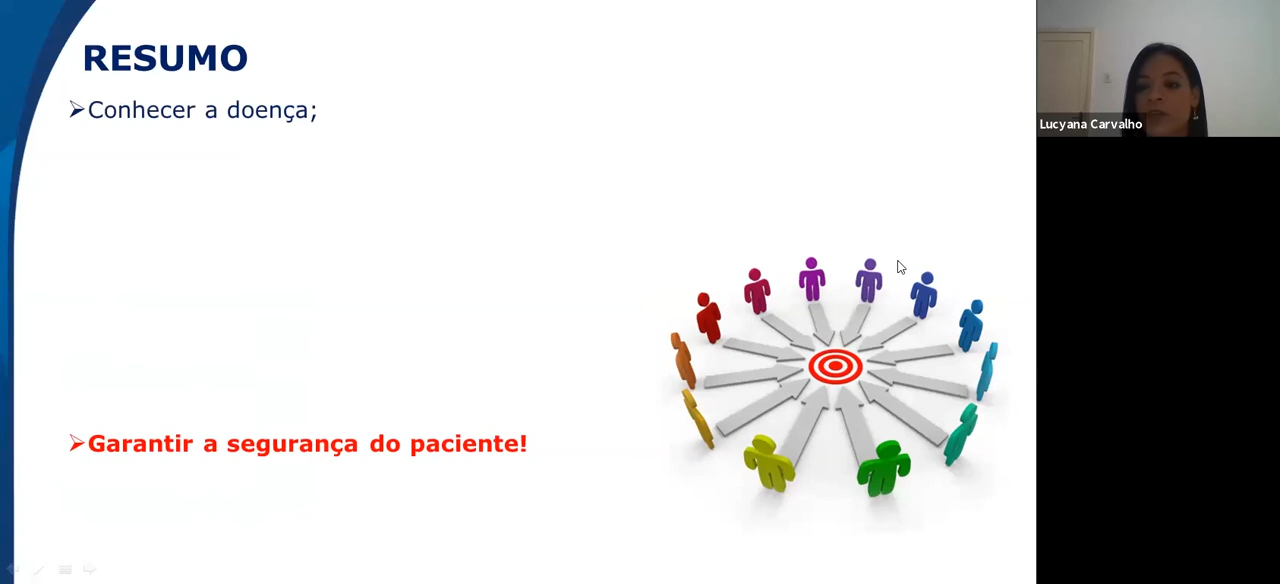 RESUMO
➢Conhecer a doença;
➢Garantir a segurança do paciente!
Lucyana Carvalho